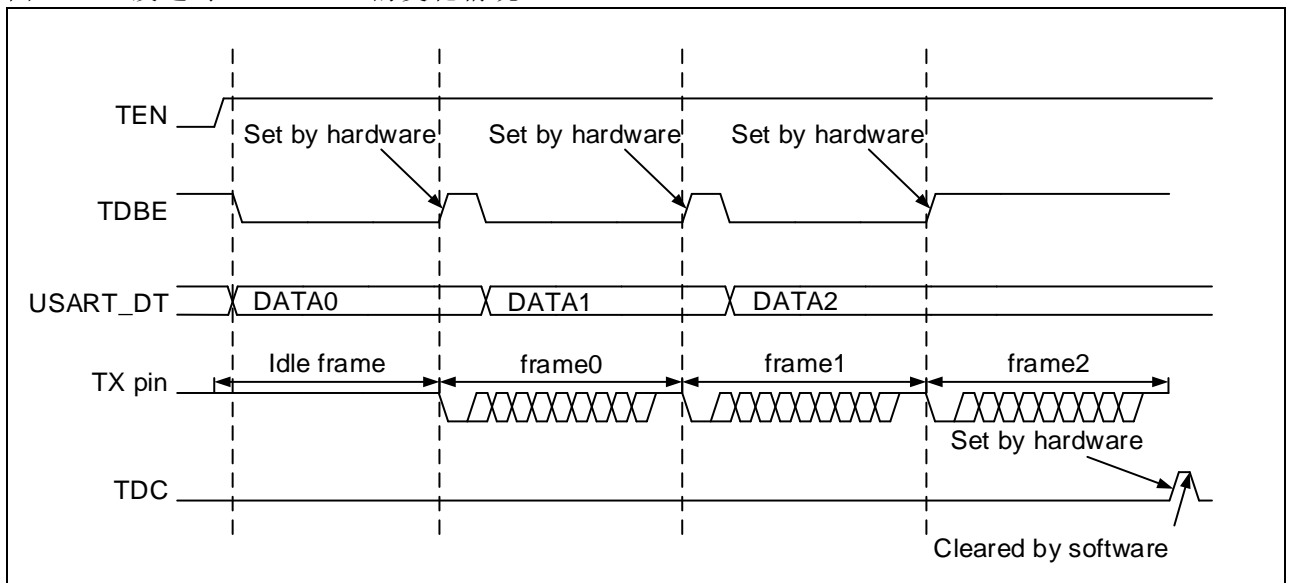 TEN
Set by hardware Set by hardware Set by hardware
TDBE
USART_DT DATA0 DATA1 DATA2
Idle frame frame0 frame1 frame2
TX pin
Set by hardware
TDC
Cleared by software